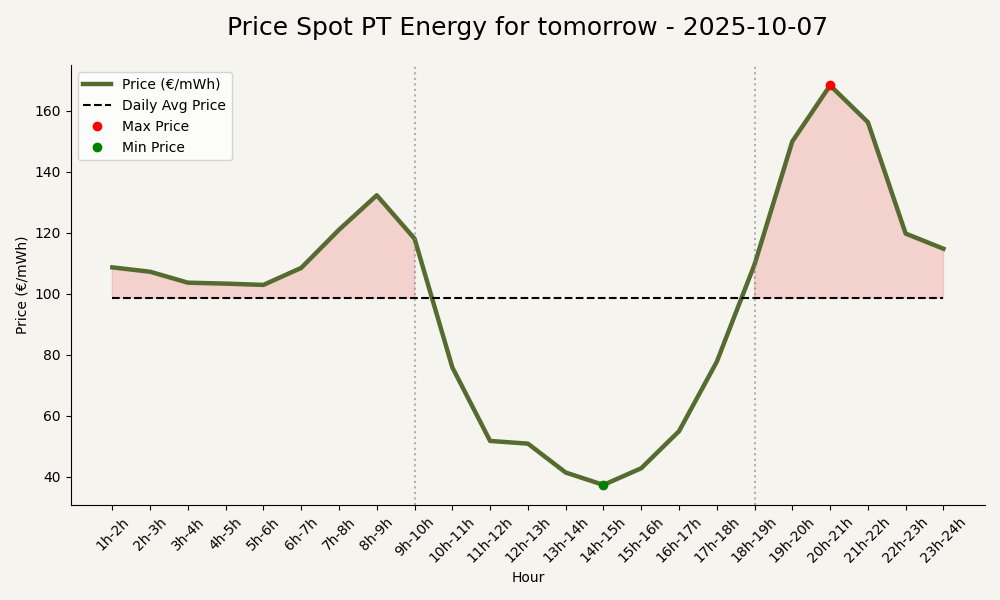 Price Spot PT Energy for tomorrow - 2025-10-07
Price (€/mWh)
Daily Avg Price
Max Price
Min Price
Price (€/mWh)
160
140
120
100
80
60
40
1h-2h
2h-3h
3h-4h
4h-5h
5h-6h
6h-7h
7h-8h
8h-9h
9h-10h
10h-11h
11h-12h
12h-13h
13h-14h
14h-15h
15h-16h
16h-17h
17h-18h
18h-19h
19h-20h
20h-21h
21h-22h
22h-23h
23h-24h
Hour